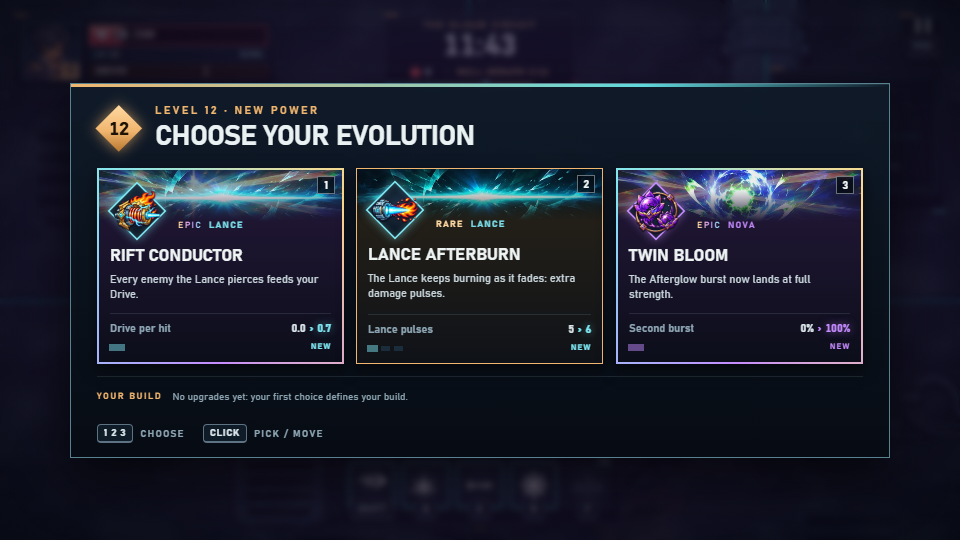 11:43
12
LEVEL 12 · NEW POWER
CHOOSE YOUR EVOLUTION
1
EPIC LANCE
RIFT CONDUCTOR
Every enemy the Lance pierces feeds your
Drive.
Drive per hit 0.0 › 0.7
NEW
2
RARE LANCE
LANCE AFTERBURN
The Lance keeps burning as it fades: extra
damage pulses.
Lance pulses 5 › 6
NEW
3
EPIC NOVA
TWIN BLOOM
The Afterglow burst now lands at full
strength.
Second burst 0% › 100%
NEW
YOUR BUILD No upgrades yet: your first choice defines your build.
1 2 3 CHOOSE CLICK PICK / MOVE